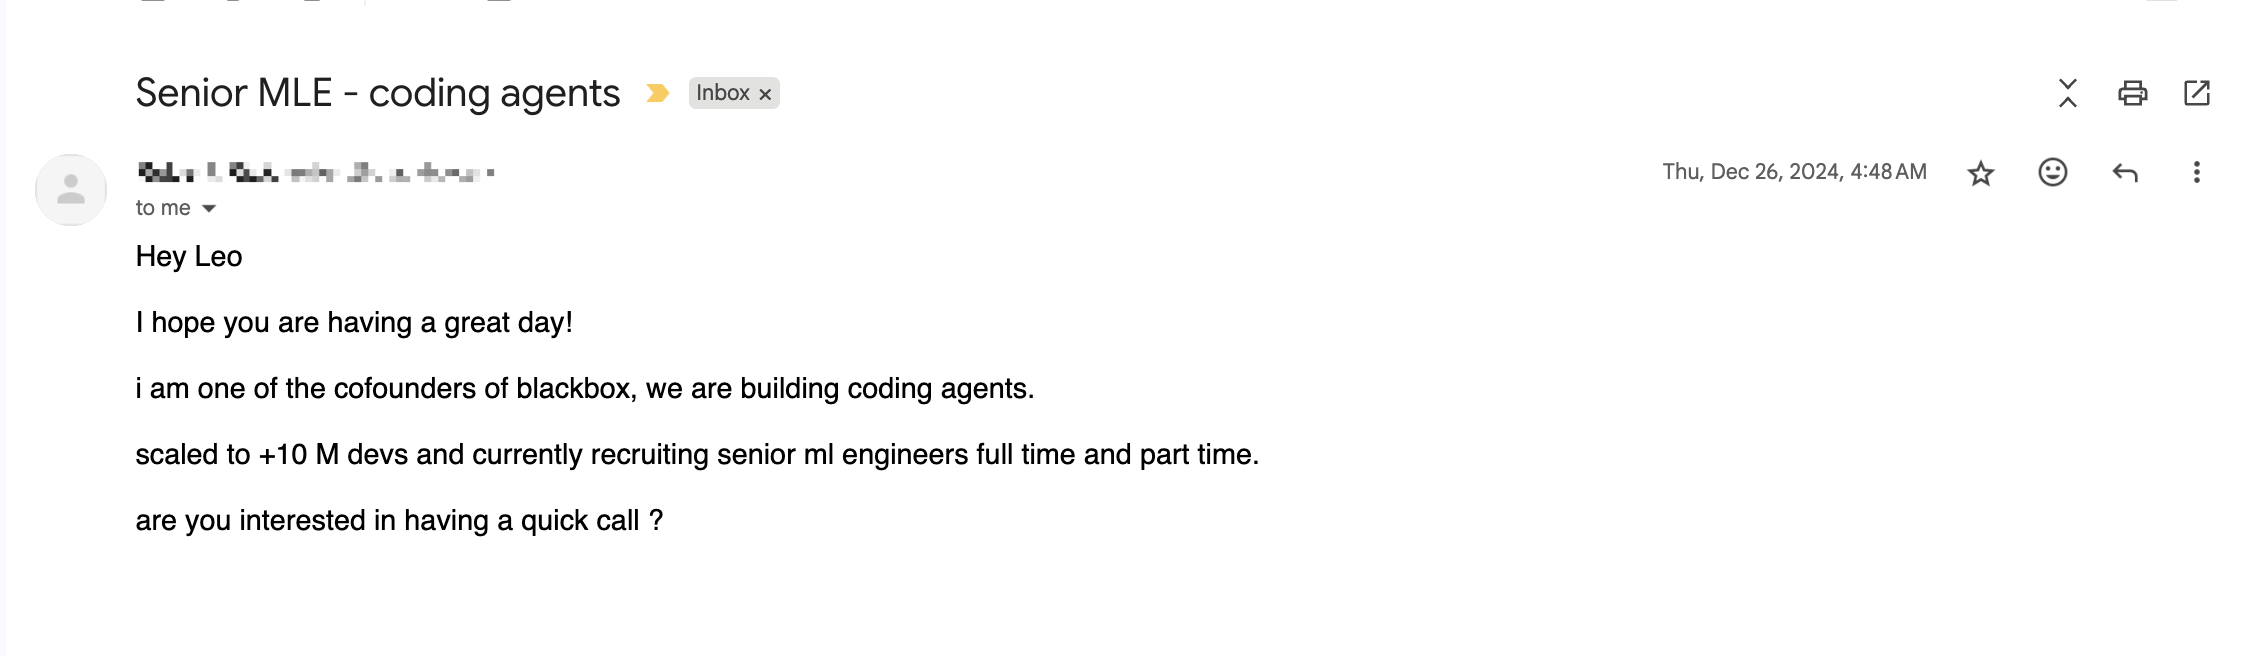 Senior MLE - coding agents Inbox ×
Thu, Dec 26, 2024, 4:48 AM
to me
Hey Leo
I hope you are having a great day!
i am one of the cofounders of blackbox, we are building coding agents.
scaled to +10 M devs and currently recruiting senior ml engineers full time and part time.
are you interested in having a quick call ?